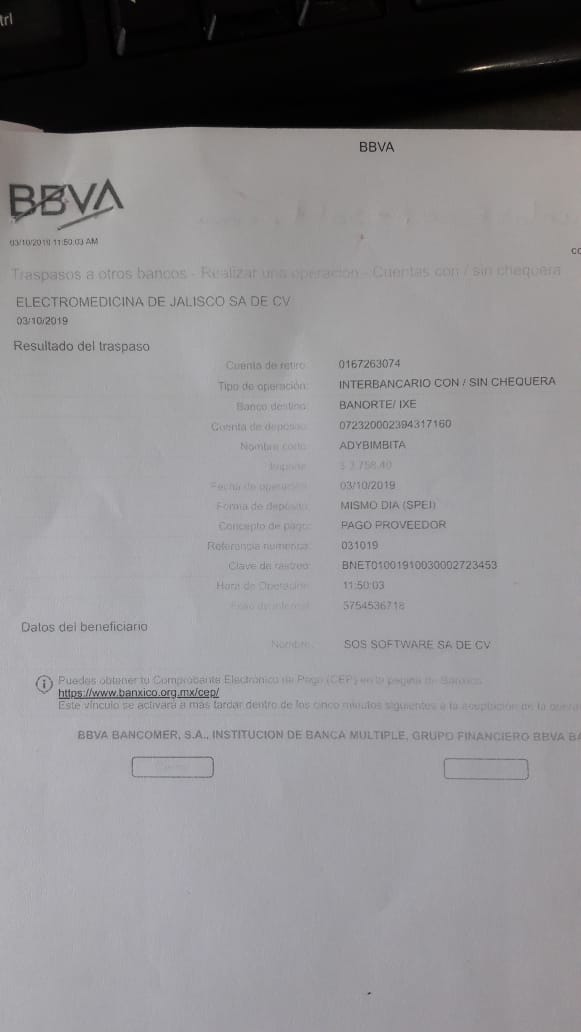 trl
BBVA
BBVA
03/10/2019 11:50:03 AM
Traspasos a otros bancos - Realizar una operación - Cuentas con / sin chequera
ELECTROMEDICINA DE JALISCO SA DE CV
03/10/2019
Resultado del traspaso
Cuenta de retiro: 0167263074
Tipo de operación: INTERBANCARIO CON / SIN CHEQUERA
Banco destino: BANORTE/ IXE
Cuenta de depósito: 072320002394317160
Nombre corto: ADYBIMBITA
Importe: $ 3,758.40
Fecha de operación: 03/10/2019
Forma de depósito: MISMO DIA (SPEI)
Concepto de pago: PAGO PROVEEDOR
Referencia numérica: 031019
Clave de rastreo: BNET01001910030002723453
Hora de Operación: 11:50:03
Folio de internet: 3754536718
Datos del beneficiario
Nombre: SOS SOFTWARE SA DE CV
Puedes obtener tu Comprobante Electrónico de Pago (CEP) en la página de Banxico
https://www.banxico.org.mx/cep/
Este vínculo se activará a más tardar dentro de los cinco minutos siguientes a la aceptación de la
BBVA BANCOMER, S.A., INSTITUCION DE BANCA MULTIPLE, GRUPO FINANCIERO BBVA BA